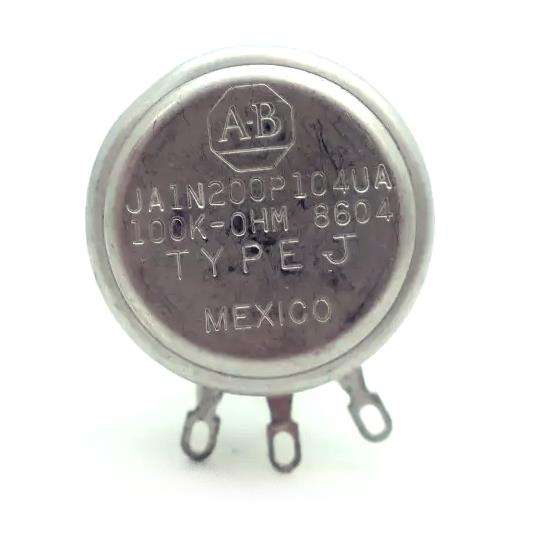 A-B
JA1N200P104UA
100K-OHM 8604
TYPE J
MEXICO